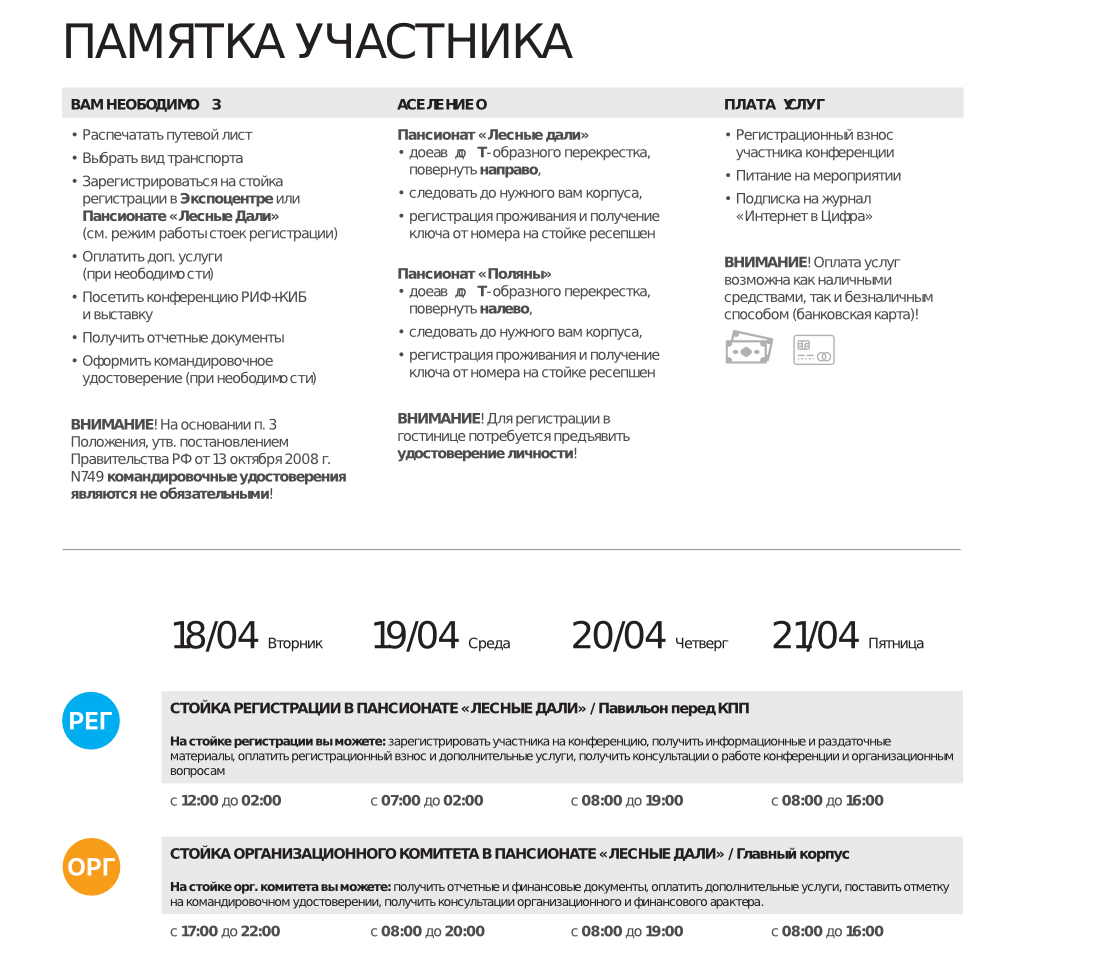 ПАМЯТКА УЧАСТНИКА
ВАМ НЕОБОДИМО 3
• Распечатать путевой лист
• Выбрать вид транспорта
• Зарегистрироваться на стойка
регистрации в Экспоцентре или
Пансионате «Лесные Дали»
(см. режим работы стоек регистрации)
• Оплатить доп. услуги
(при необходимости)
• Посетить конференцию РИФ+КИБ
и выставку
• Получить отчетные документы
• Оформить командировочное
удостоверение (при необходимости)
ВНИМАНИЕ! На основании п. 3
Положения, утв. постановлением
Правительства РФ от 13 октября 2008 г.
N749 командировочные удостоверения
являются не обязательными!
АСЕЛЕНИЕ О
Пансионат «Лесные дали»
• доеав до Т-образного перекрестка,
повернуть направо,
• следовать до нужного вам корпуса,
• регистрация проживания и получение
ключа от номера на стойке ресепшен
Пансионат «Поляны»
• доеав до Т-образного перекрестка,
повернуть налево,
• следовать до нужного вам корпуса,
• регистрация проживания и получение
ключа от номера на стойке ресепшен
ВНИМАНИЕ! Для регистрации в
гостинице потребуется предъявить
удостоверение личности!
ПЛАТА УСЛУГ
• Регистрационный взнос
участника конференции
• Питание на мероприятии
• Подписка на журнал
«Интернет в Цифра»
ВНИМАНИЕ! Оплата услуг
возможна как наличными
средствами, так и безналичным
способом (банковская карта)!
18/04 Вторник 19/04 Среда 20/04 Четверг 21/04 Пятница
РЕГ
СТОЙКА РЕГИСТРАЦИИ В ПАНСИОНАТЕ «ЛЕСНЫЕ ДАЛИ» / Павильон перед КПП
На стойке регистрации вы можете: зарегистрировать участника на конференцию, получить информационные и раздаточные
материалы, оплатить регистрационный взнос и дополнительные услуги, получить консультации о работе конференции и организационным
вопросам
с 12:00 до 02:00 с 07:00 до 02:00 с 08:00 до 19:00 с 08:00 до 16:00
ОРГ
СТОЙКА ОРГАНИЗАЦИОННОГО КОМИТЕТА В ПАНСИОНАТЕ «ЛЕСНЫЕ ДАЛИ» / Главный корпус
На стойке орг. комитета вы можете: получить отчетные и финансовые документы, оплатить дополнительные услуги, поставить отметку
на командировочном удостоверении, получить консультации организационного и финансового арактера.
с 17:00 до 22:00 с 08:00 до 20:00 с 08:00 до 19:00 с 08:00 до 16:00